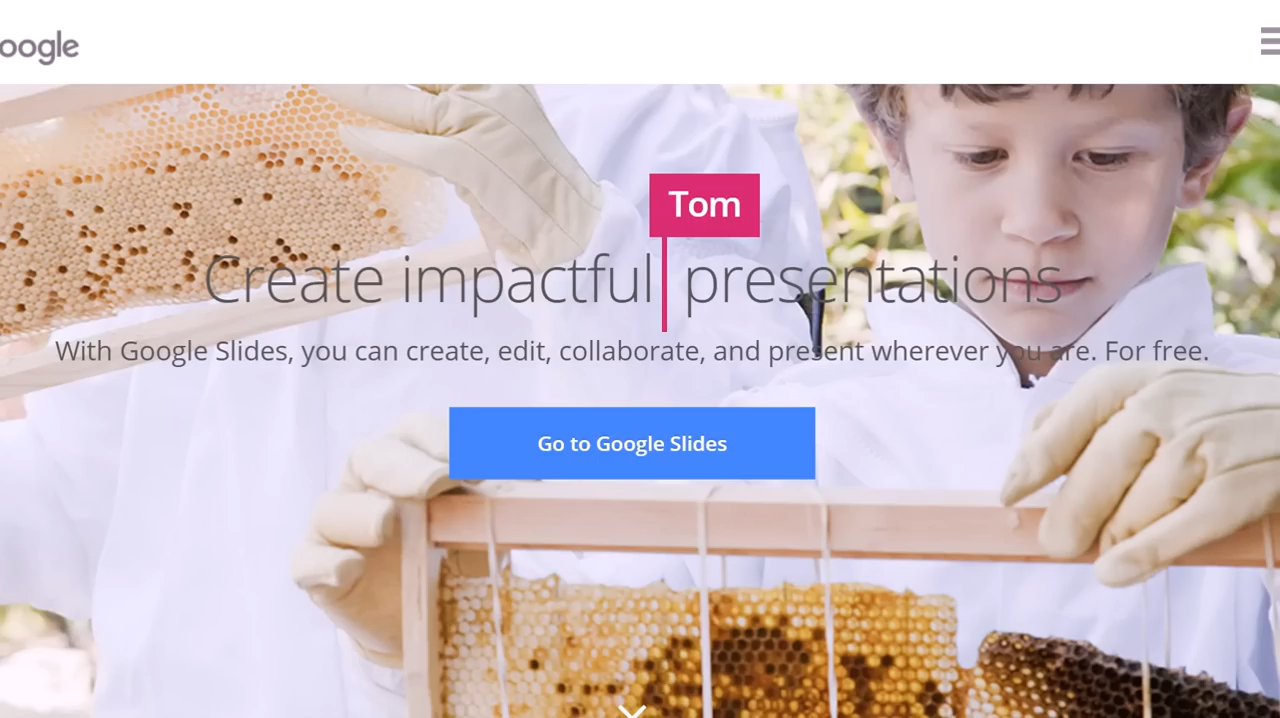 oogle
Tom
Create impactful presentations
With Google Slides, you can create, edit, collaborate, and present wherever you are. For free.
Go to Google Slides